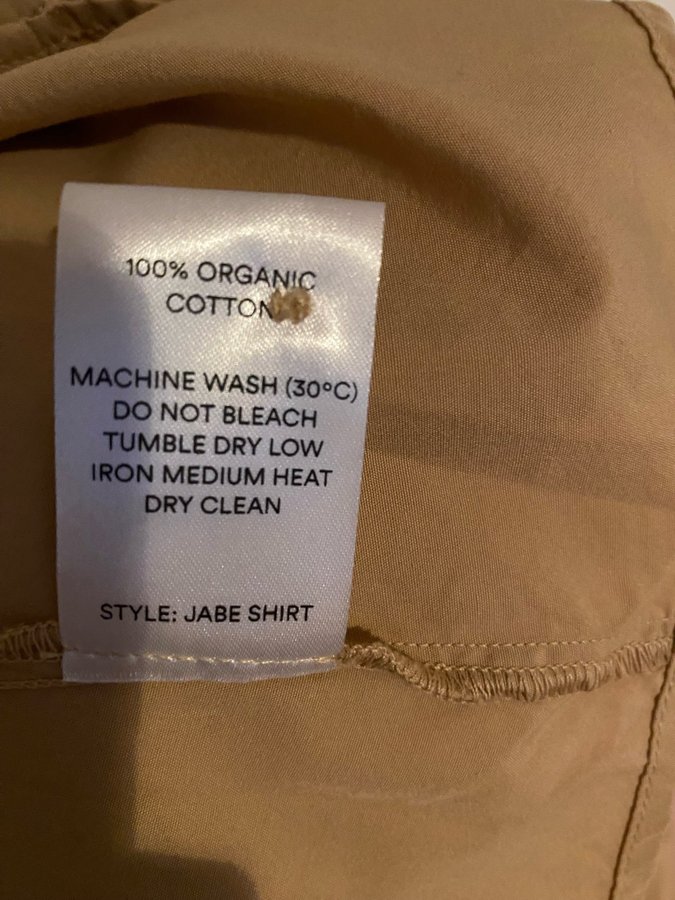 100% ORGANIC
COTTON
MACHINE WASH (30°C)
DO NOT BLEACH
TUMBLE DRY LOW
IRON MEDIUM HEAT
DRY CLEAN
STYLE: JABE SHIRT